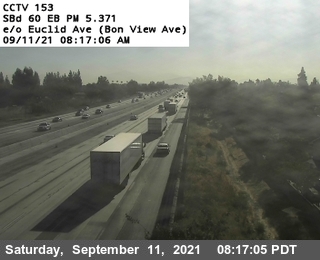 CCTV 153
SBd 60 EB PM 5.371
e/o Euclid Ave (Bon View Ave)
09/11/21 08:17:06 AM
Saturday, September 11, 2021 08:17:05 PDT